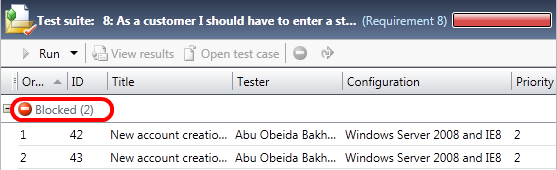 Test suite: 8: As a customer I should have to enter a st... (Requirement 8)
Run View results Open test case
Or... ID Title Tester Configuration Priority
Blocked (2)
1 42 New account creatio... Abu Obeida Bakh... Windows Server 2008 and IE8 2
2 43 New account creatio... Abu Obeida Bakh... Windows Server 2008 and IE8 2